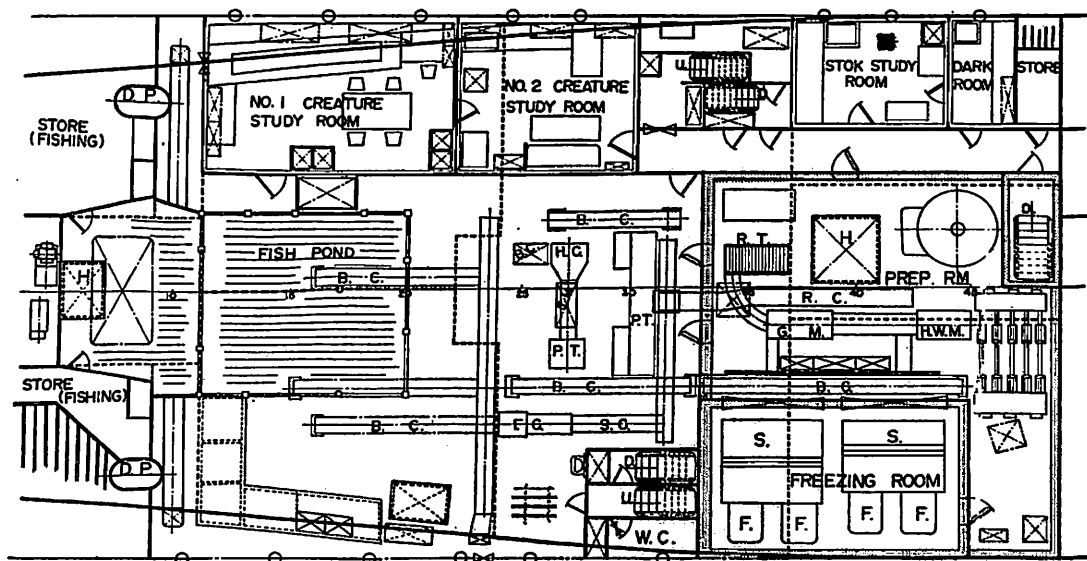 NO. 1 CREATURE
STUDY ROOM
NO. 2 CREATURE
STUDY ROOM
U.
D.
STOK STUDY
ROOM
DARK
ROOM
STORE
D.P.
STORE
(FISHING)
H.
FISH POND
B. C.
B. C.
H.G.
P.T.
P.T.
R.T.
H.
PREP. RM
D.
R. C.
G. M.
H.W.M.
STORE
(FISHING)
D.P.
B. C.
B. C.
B. C.
B. C.
F. G.
S. C.
D
D.
U.
W.C.
S.
S.
FREEZING ROOM
F.
F.
F.
F.